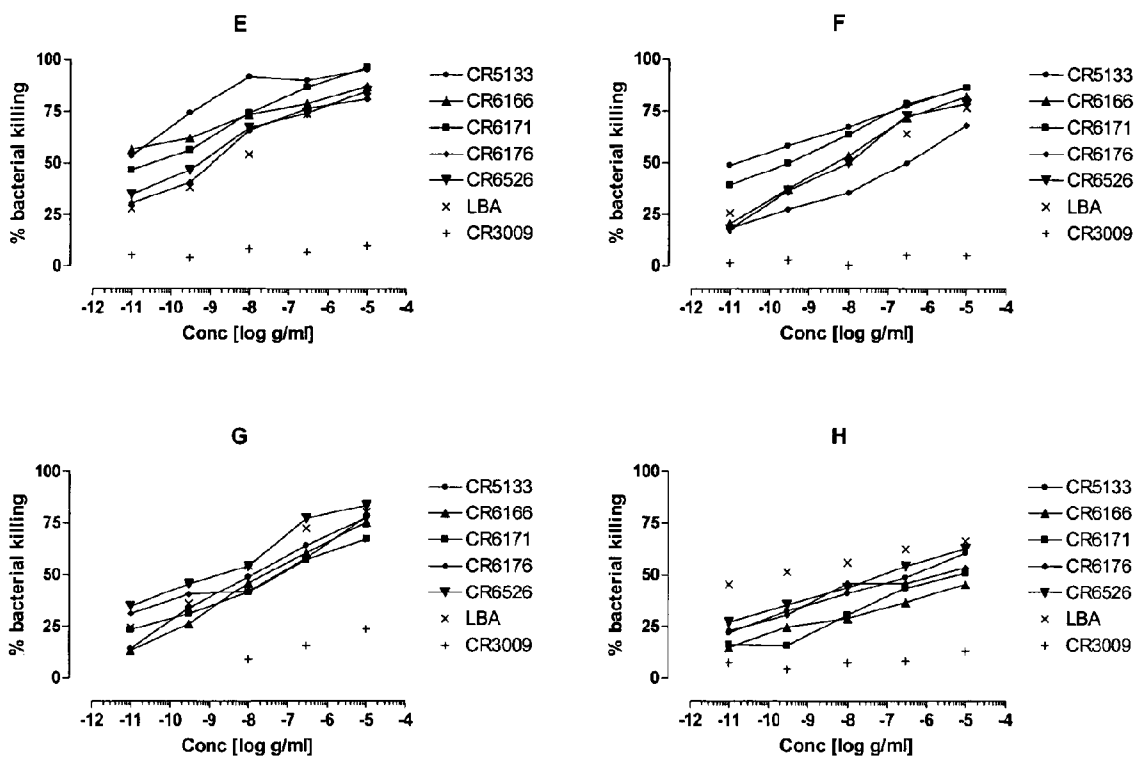 E
% bacterial killing
100
75
50
25
0
-12 -11 -10 -9 -8 -7 -6 -5 -4
Conc [log g/ml]
CR5133
CR6166
CR6171
CR6176
CR6526
LBA
CR3009
F
% bacterial killing
100
75
50
25
0
-12 -11 -10 -9 -8 -7 -6 -5 -4
Conc [log g/ml]
CR5133
CR6166
CR6171
CR6176
CR6526
LBA
CR3009
G
% bacterial killing
100
75
50
25
0
-12 -11 -10 -9 -8 -7 -6 -5 -4
Conc [log g/ml]
CR5133
CR6166
CR6171
CR6176
CR6526
LBA
CR3009
H
% bacterial killing
100
75
50
25
0
-12 -11 -10 -9 -8 -7 -6 -5 -4
Conc [log g/ml]
CR5133
CR6166
CR6171
CR6176
CR6526
LBA
CR3009